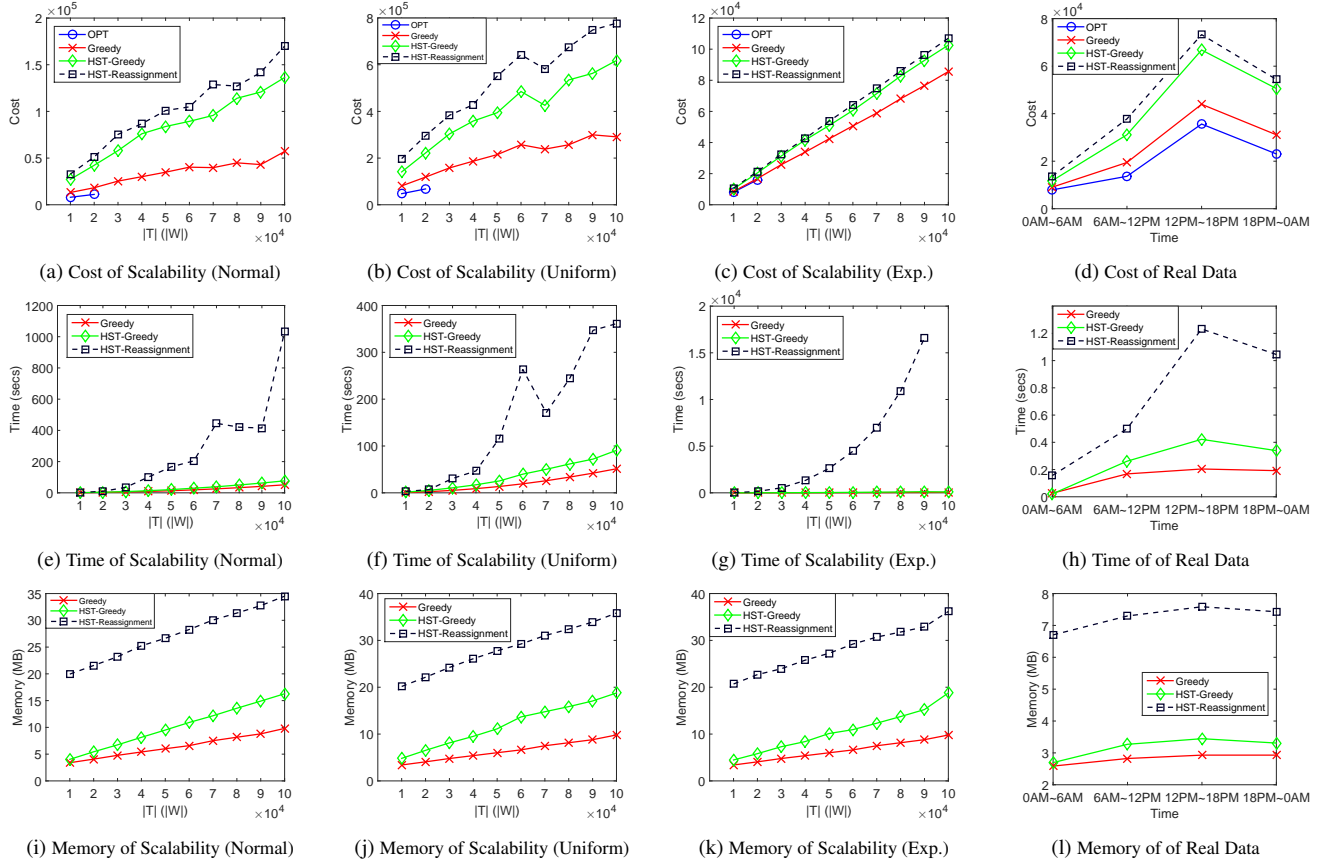 ×10^5
2
1.5
1
0.5
0
Cost
OPT
Greedy
HST-Greedy
HST-Reassignment
1 2 3 4 5 6 7 8 9 10
|T| (|W|) ×10^4
(a) Cost of Scalability (Normal)
×10^5
8
6
4
2
0
Cost
OPT
Greedy
HST-Greedy
HST-Reassignment
1 2 3 4 5 6 7 8 9 10
|T| (|W|) ×10^4
(b) Cost of Scalability (Uniform)
×10^4
12
10
8
6
4
2
0
Cost
OPT
Greedy
HST-Greedy
HST-Reassignment
1 2 3 4 5 6 7 8 9 10
|T| (|W|) ×10^4
(c) Cost of Scalability (Exp.)
×10^4
8
6
4
2
0
Cost
OPT
Greedy
HST-Greedy
HST-Reassignment
0AM~6AM 6AM~12PM 12PM~18PM 18PM~0AM
Time
(d) Cost of Real Data
1200
1000
800
600
400
200
0
Time (secs)
Greedy
HST-Greedy
HST-Reassignment
1 2 3 4 5 6 7 8 9 10
|T| (|W|) ×10^4
(e) Time of Scalability (Normal)
400
300
200
100
0
Time (secs)
Greedy
HST-Greedy
HST-Reassignment
1 2 3 4 5 6 7 8 9 10
|T| (|W|) ×10^4
(f) Time of Scalability (Uniform)
×10^4
2
1.5
1
0.5
0
Time (secs)
Greedy
HST-Greedy
HST-Reassignment
1 2 3 4 5 6 7 8 9 10
|T| (|W|) ×10^4
(g) Time of Scalability (Exp.)
1.2
1
0.8
0.6
0.4
0.2
0
Time (secs)
Greedy
HST-Greedy
HST-Reassignment
0AM~6AM 6AM~12PM 12PM~18PM 18PM~0AM
Time
(h) Time of of Real Data
35
30
25
20
15
10
5
0
Memory (MB)
Greedy
HST-Greedy
HST-Reassignment
1 2 3 4 5 6 7 8 9 10
|T| (|W|) ×10^4
(i) Memory of Scalability (Normal)
40
30
20
10
0
Memory (MB)
Greedy
HST-Greedy
HST-Reassignment
1 2 3 4 5 6 7 8 9 10
|T| (|W|) ×10^4
(j) Memory of Scalability (Uniform)
40
30
20
10
0
Memory (MB)
Greedy
HST-Greedy
HST-Reassignment
1 2 3 4 5 6 7 8 9 10
|T| (|W|) ×10^4
(k) Memory of Scalability (Exp.)
8
7
6
5
4
3
2
Memory (MB)
Greedy
HST-Greedy
HST-Reassignment
0AM~6AM 6AM~12PM 12PM~18PM 18PM~0AM
Time
(l) Memory of of Real Data